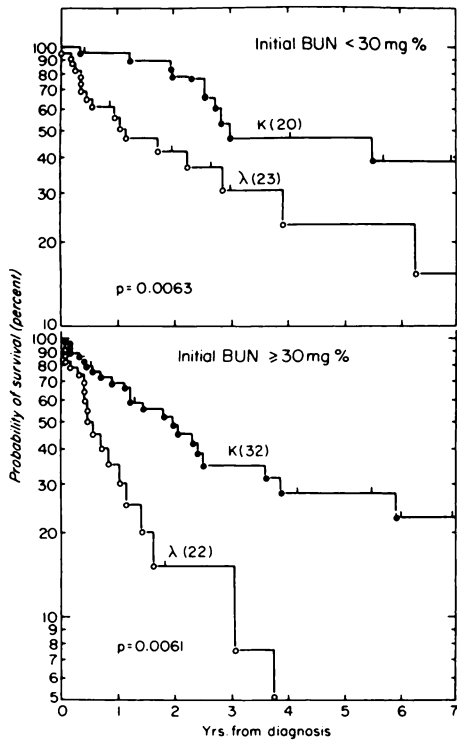 Initial BUN < 30 mg %
100
90
80
70
60
50
40
30
20
10
K (20)
λ (23)
p = 0.0063
Probability of survival (percent)
Initial BUN ⩾ 30 mg %
100
90
80
70
60
50
40
30
20
10
9
8
7
6
5
K (32)
λ (22)
p = 0.0061
0 1 2 3 4 5 6 7
Yrs. from diagnosis